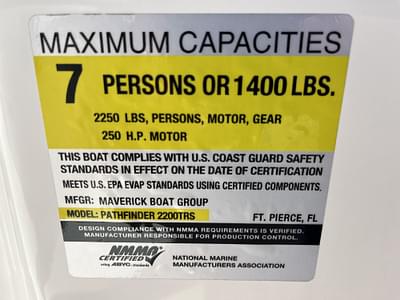 MAXIMUM CAPACITIES
7 PERSONS OR 1400 LBS.
2250 LBS, PERSONS, MOTOR, GEAR
250 H.P. MOTOR
THIS BOAT COMPLIES WITH U.S. COAST GUARD SAFETY
STANDARDS IN EFFECT ON THE DATE OF CERTIFICATION
MEETS U.S. EPA EVAP STANDARDS USING CERTIFIED COMPONENTS.
MFGR: MAVERICK BOAT GROUP
MODEL: PATHFINDER 2200TRS FT. PIERCE, FL
DESIGN COMPLIANCE WITH NMMA REQUIREMENTS IS VERIFIED.
MANUFACTURER RESPONSIBLE FOR PRODUCTION CONTROL.
NMMA
CERTIFIED
using ABYC standards
NATIONAL MARINE
MANUFACTURERS ASSOCIATION